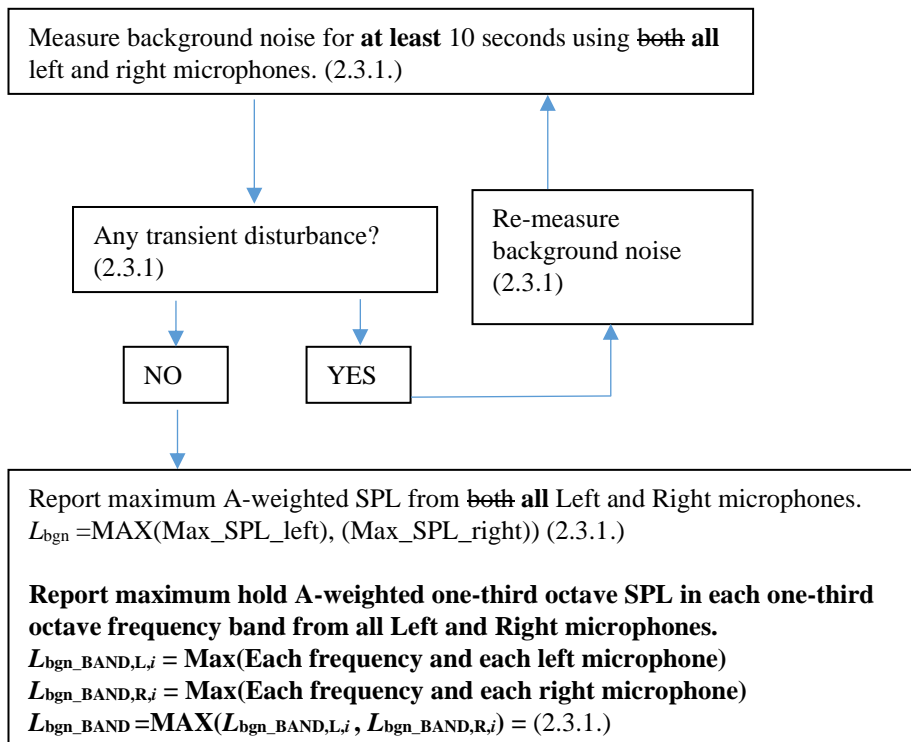 Measure background noise for at least 10 seconds using both all
left and right microphones. (2.3.1.)
Any transient disturbance?
(2.3.1)
Re-measure
background noise
(2.3.1)
NO
YES
Report maximum A-weighted SPL from both all Left and Right microphones.
Lbgn =MAX(Max_SPL_left), (Max_SPL_right)) (2.3.1.)
Report maximum hold A-weighted one-third octave SPL in each one-third
octave frequency band from all Left and Right microphones.
Lbgn_BAND,L,i = Max(Each frequency and each left microphone)
Lbgn_BAND,R,i = Max(Each frequency and each right microphone)
Lbgn_BAND =MAX(Lbgn_BAND,L,i , Lbgn_BAND,R,i) = (2.3.1.)